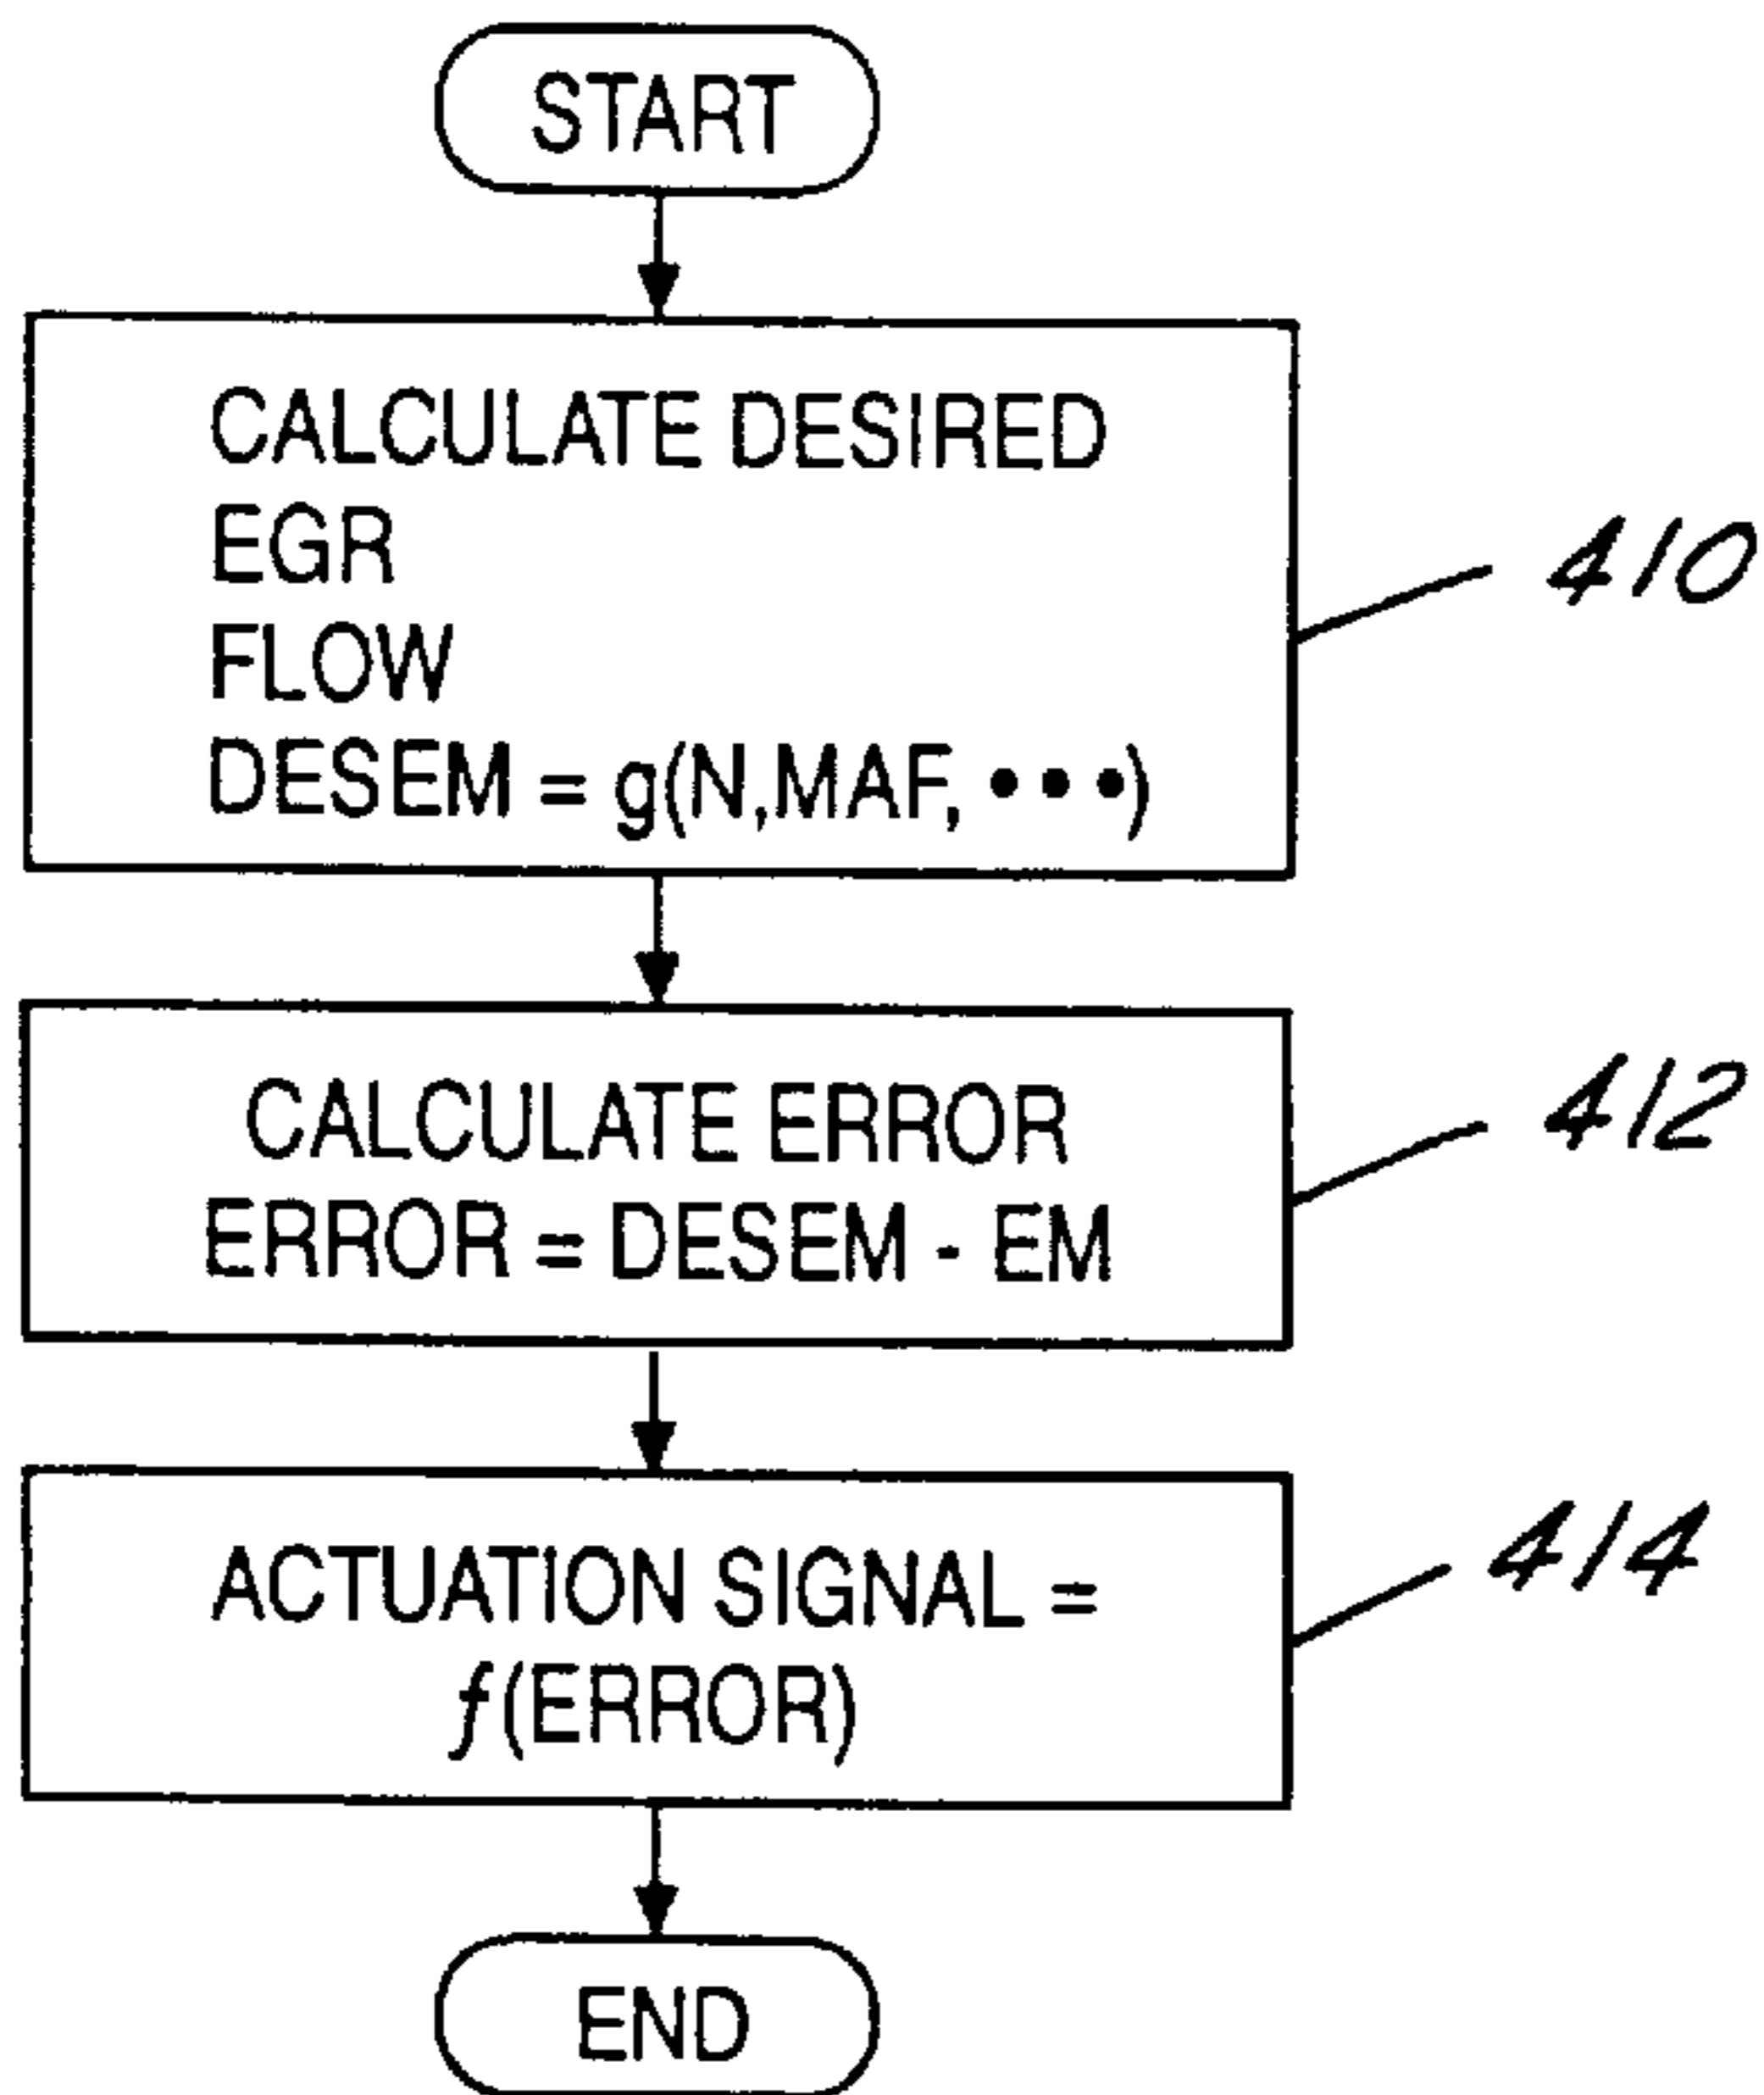 START
CALCULATE DESIRED
EGR
FLOW
DESEM = g(N,MAF, •••)
410
CALCULATE ERROR
ERROR = DESEM - EM
412
ACTUATION SIGNAL =
f(ERROR)
414
END